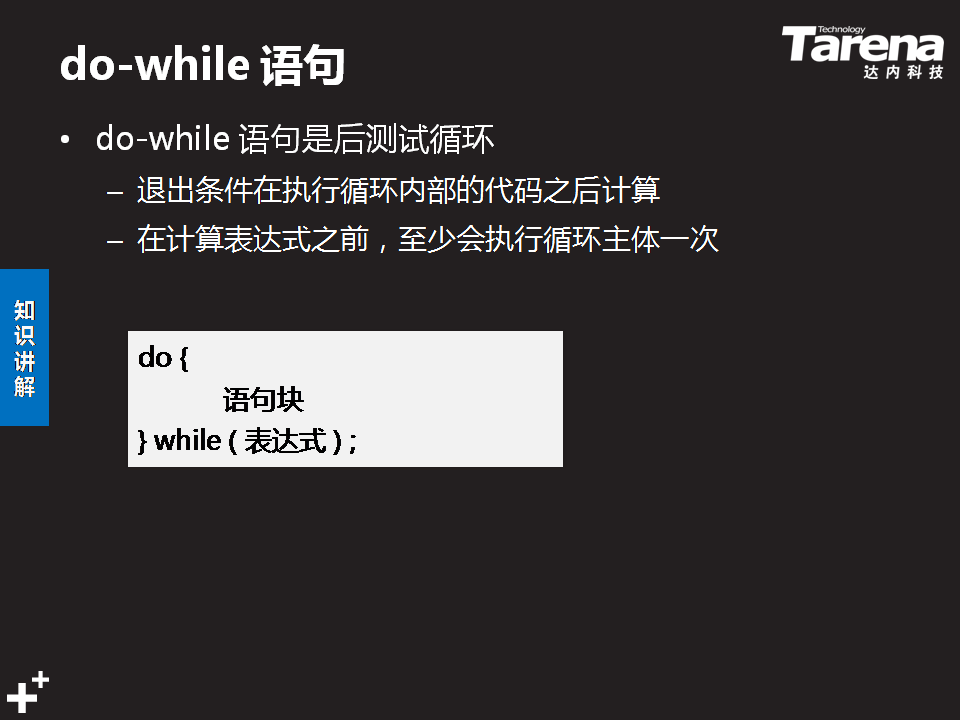 do-while 语句
Technology
Tarena
达内科技
• do-while 语句是后测试循环
– 退出条件在执行循环内部的代码之后计算
– 在计算表达式之前，至少会执行循环主体一次
知识讲解
do {
语句块
} while ( 表达式 ) ;